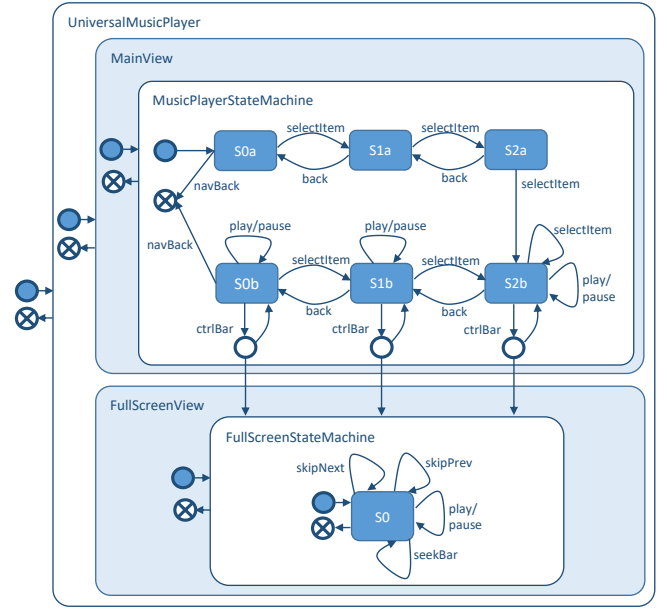 UniversalMusicPlayer
MainView
MusicPlayerStateMachine
selectItem
selectItem
S0a
S1a
S2a
back
back
navBack
selectItem
play/pause
play/pause
selectItem
navBack
selectItem
selectItem
S0b
S1b
S2b
play/
pause
back
back
ctrlBar
ctrlBar
ctrlBar
FullScreenView
FullScreenStateMachine
skipNext
skipPrev
S0
play/
pause
seekBar